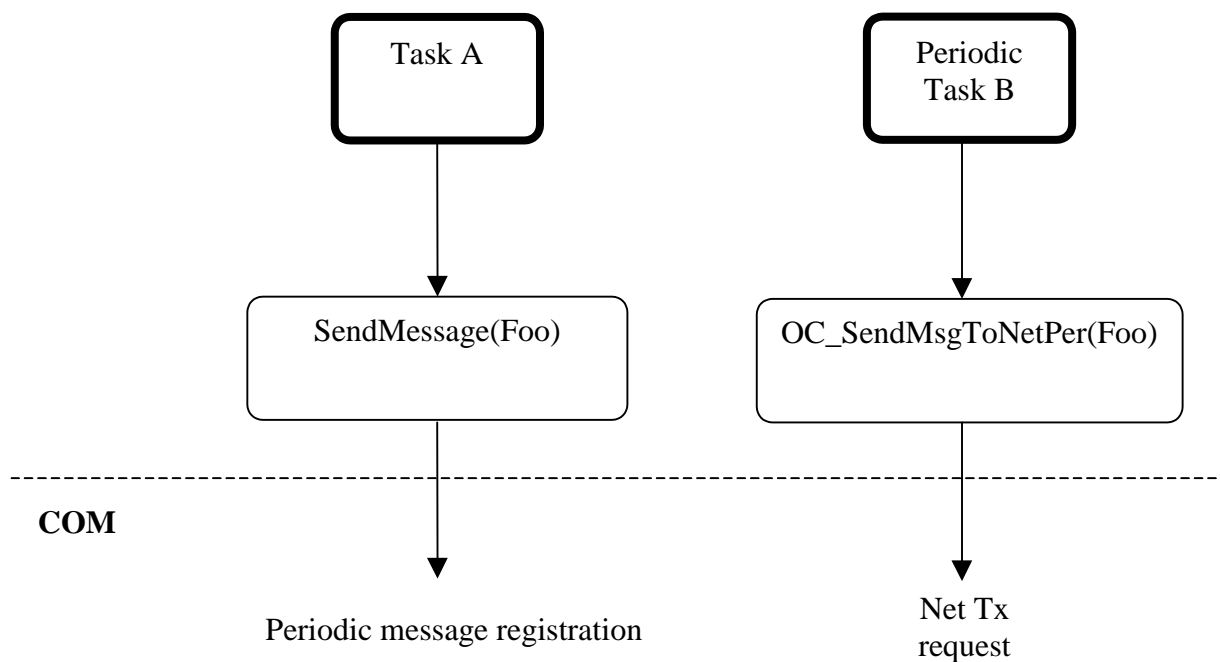 Task A
Periodic
Task B
SendMessage(Foo)
OC_SendMsgToNetPer(Foo)
COM
Periodic message registration
Net Tx
request